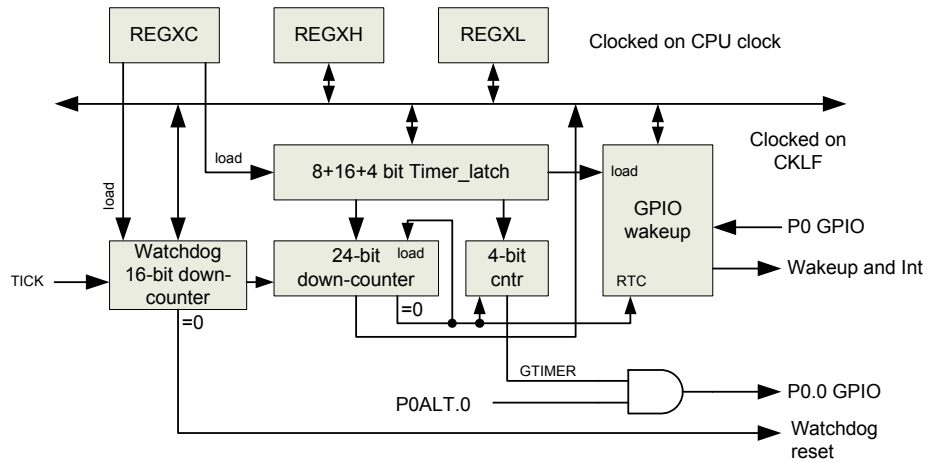 REGXC
REGXH
REGXL
Clocked on CPU clock
Clocked on
CKLF
load
load
8+16+4 bit Timer_latch
load
GPIO
wakeup
RTC
P0 GPIO
Wakeup and Int
TICK
Watchdog
16-bit down-
counter
=0
24-bit
down-counter
load
=0
4-bit
cntr
GTIMER
P0ALT.0
P0.0 GPIO
Watchdog
reset